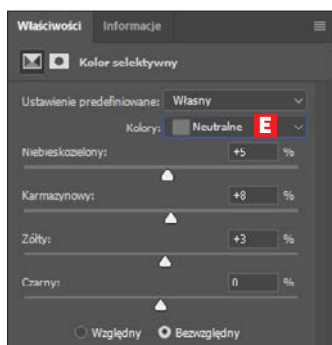 Właściwości Informacje
Kolor selektywny
Ustawienie predefiniowane: Własny
Kolory: Neutralne E
Niebieskozielony: +5 %
Karmazynowy: +8 %
Żółty: +3 %
Czarny: 0 %
Względny Bezwzględny